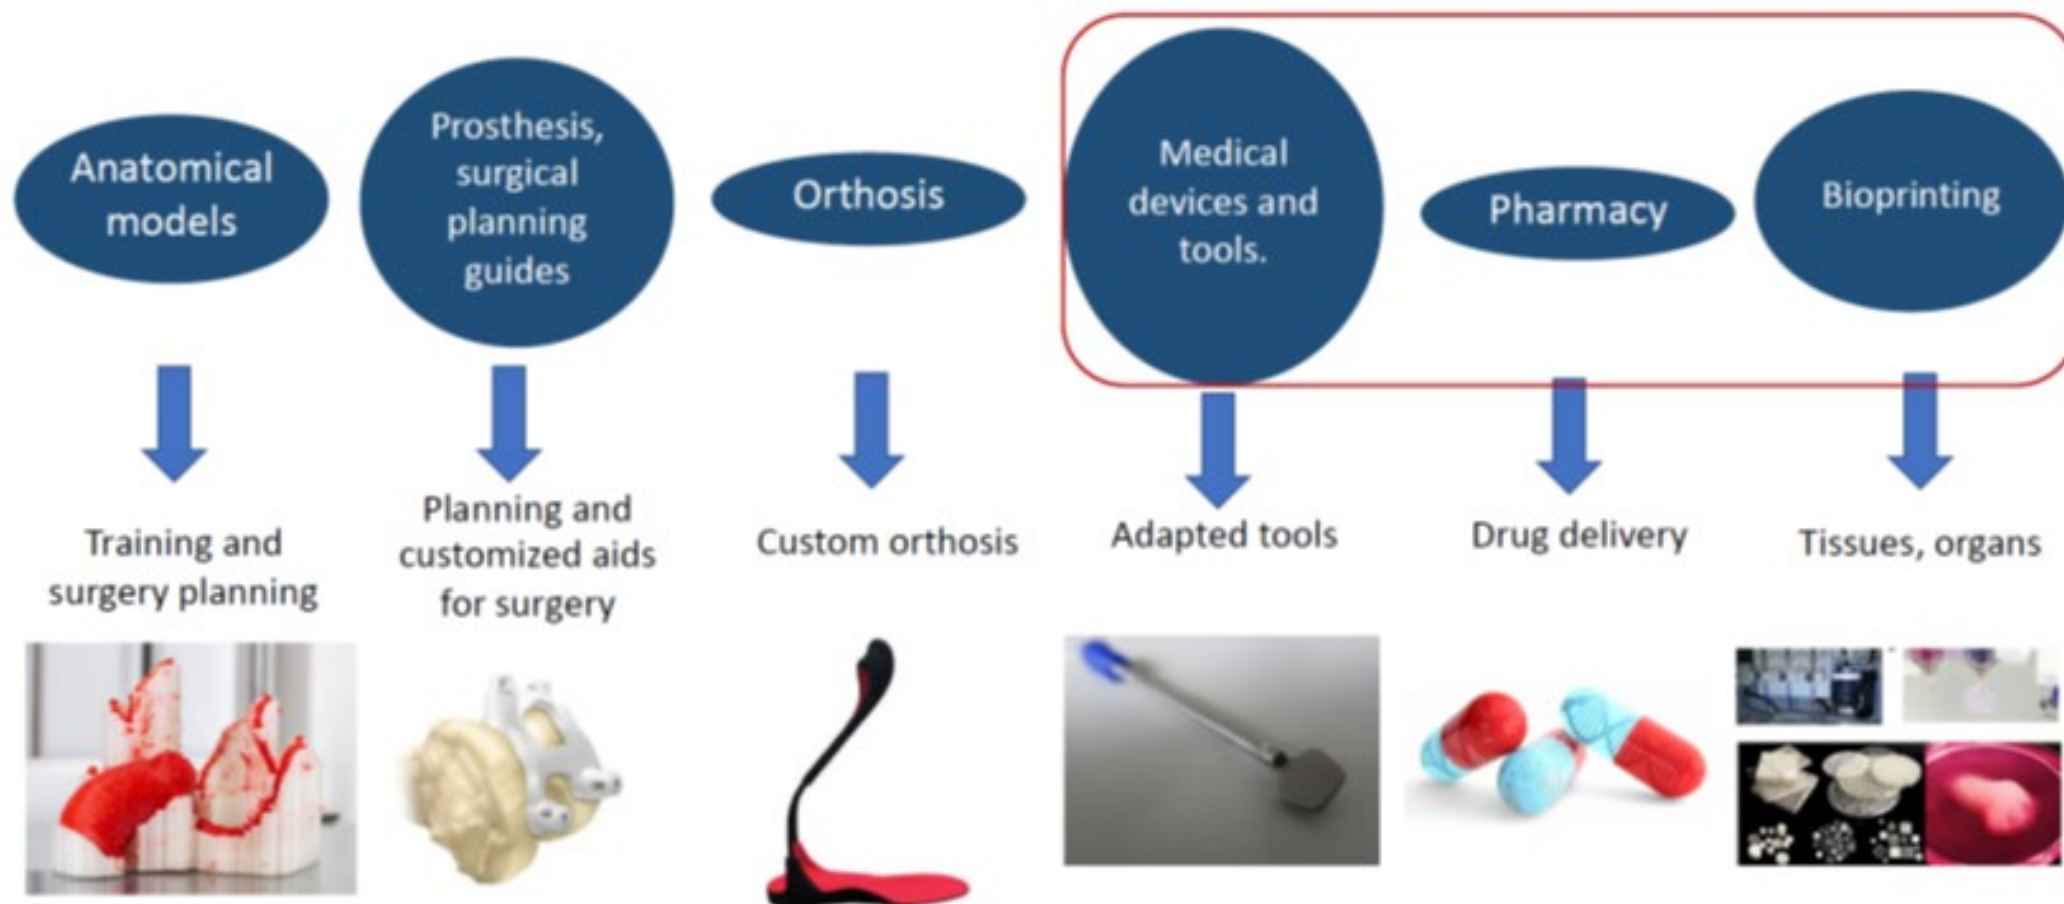 Anatomical
models
Prosthesis,
surgical
planning
guides
Orthosis
Medical
devices and
tools.
Pharmacy
Bioprinting
Training and
surgery planning
Planning and
customized aids
for surgery
Custom orthosis
Adapted tools
Drug delivery
Tissues, organs